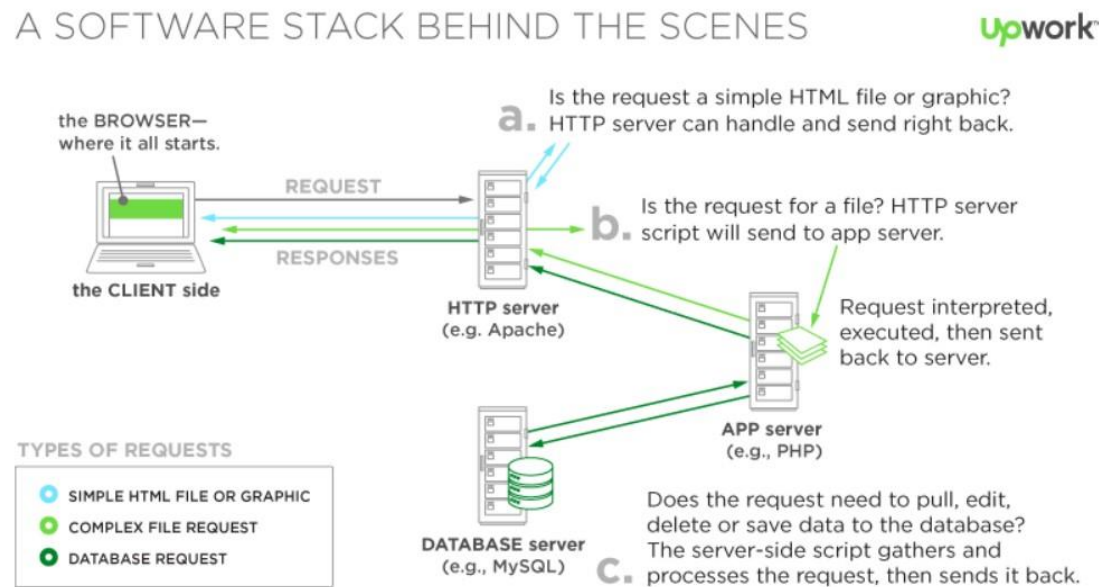 A SOFTWARE STACK BEHIND THE SCENES
Upwork™
the BROWSER—
where it all starts.
a.
Is the request a simple HTML file or graphic?
HTTP server can handle and send right back.
REQUEST
RESPONSES
the CLIENT side
HTTP server
(e.g. Apache)
b.
Is the request for a file? HTTP server
script will send to app server.
Request interpreted,
executed, then sent
back to server.
APP server
(e.g., PHP)
TYPES OF REQUESTS
SIMPLE HTML FILE OR GRAPHIC
COMPLEX FILE REQUEST
DATABASE REQUEST
DATABASE server
(e.g., MySQL)
c.
Does the request need to pull, edit,
delete or save data to the database?
The server-side script gathers and
processes the request, then sends it back.